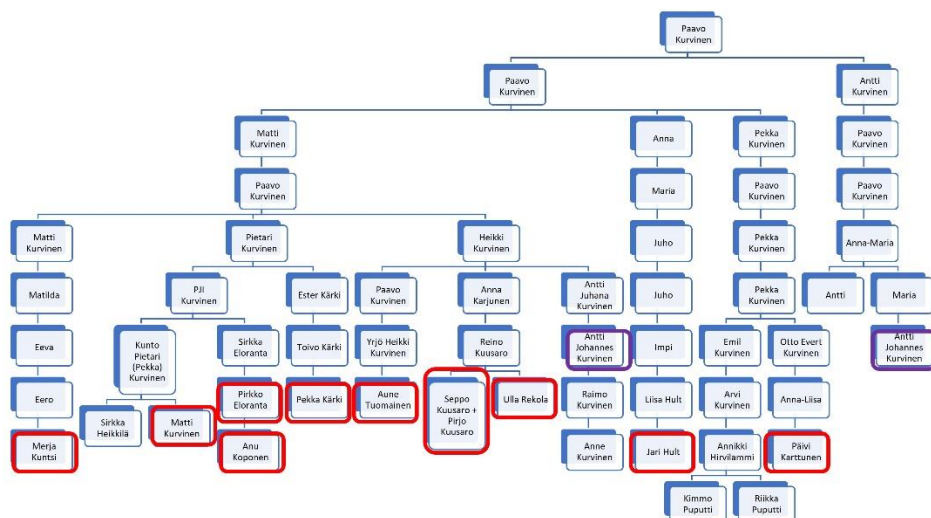 Paavo
Kurvinen
Paavo
Kurvinen
Antti
Kurvinen
Matti
Kurvinen
Anna
Pekka
Kurvinen
Paavo
Kurvinen
Paavo
Kurvinen
Maria
Paavo
Kurvinen
Paavo
Kurvinen
Matti
Kurvinen
Pietari
Kurvinen
Heikki
Kurvinen
Juho
Pekka
Kurvinen
Anna-Maria
Matilda
PJI
Kurvinen
Ester Kärki
Paavo
Kurvinen
Anna
Karjunen
Antti
Juhana
Kurvinen
Juho
Pekka
Kurvinen
Antti
Maria
Eeva
Kunto
Pietari
(Pekka)
Kurvinen
Sirkka
Eloranta
Toivo Kärki
Yrjö Heikki
Kurvinen
Reino
Kuusaro
Antti
Johannes
Kurvinen
Impi
Emil
Kurvinen
Otto Evert
Kurvinen
Antti
Johannes
Kurvinen
Eero
Sirkka
Heikkilä
Matti
Kurvinen
Pirkko
Eloranta
Pekka Kärki
Aune
Tuomainen
Seppo
Kuusaro +
Pirjo
Kuusaro
Ulla Rekola
Raimo
Kurvinen
Liisa Hult
Arvi
Kurvinen
Anna-Liisa
Merja
Kuntsi
Anu
Koponen
Anne
Kurvinen
Jari Hult
Annikki
Hirvilammi
Päivi
Karttunen
Kimmo
Puputti
Riikka
Puputti